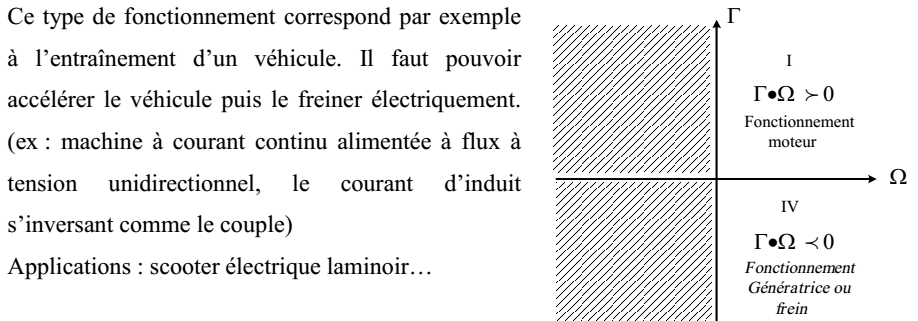 Ce type de fonctionnement correspond par exemple
à l’entraînement d’un véhicule. Il faut pouvoir
accélérer le véhicule puis le freiner électriquement.
(ex : machine à courant continu alimentée à flux à
tension unidirectionnel, le courant d’induit
s’inversant comme le couple)
Applications : scooter électrique laminoir…
Γ
I
Γ•Ω ≻ 0
Fonctionnement
moteur
Ω
IV
Γ•Ω ≺ 0
Fonctionnement
Génératrice ou
frein